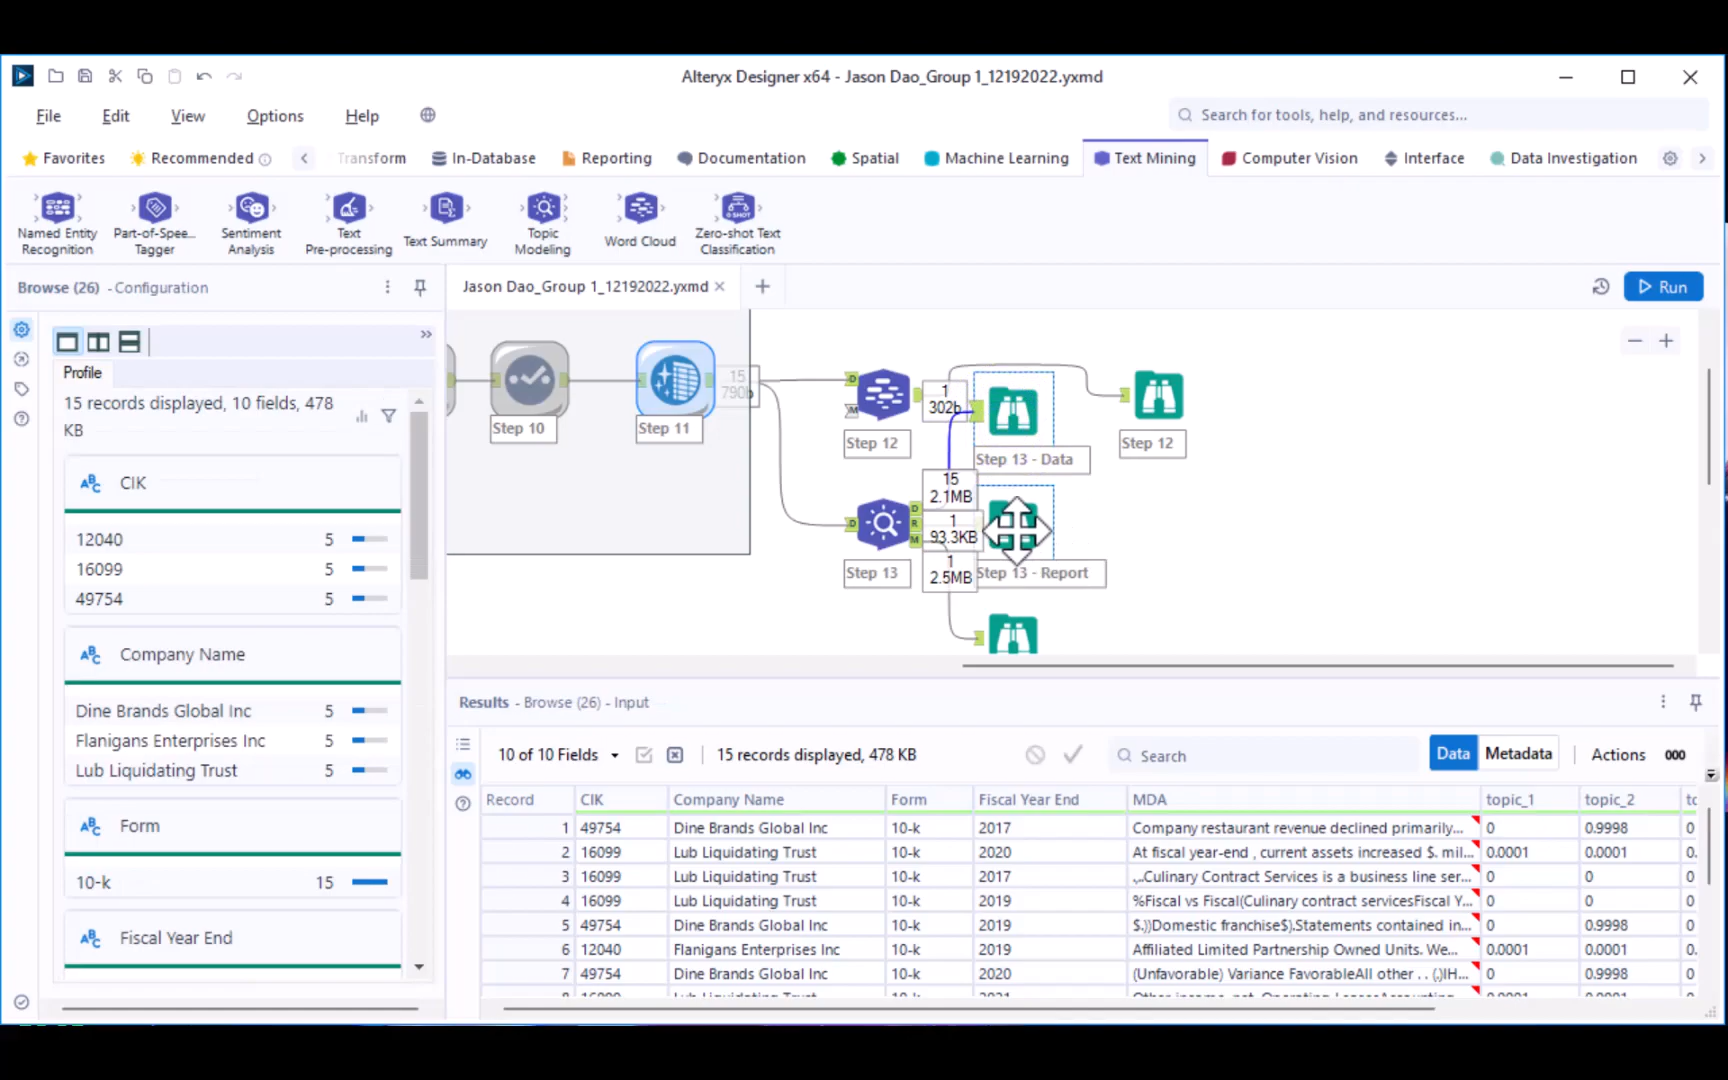 Alteryx Designer x64 - Jason Dao_Group 1_12192022.yxmd
File Edit View Options Help
Search for tools, help, and resources...
Favorites Recommended Transform In-Database Reporting Documentation Spatial Machine Learning Text Mining Computer Vision Interface Data Investigation
Named Entity Recognition
Part-of-Spee... Tagger
Sentiment Analysis
Text Pre-processing
Text Summary
Topic Modeling
Word Cloud
Zero-shot Text Classification
Browse (26) - Configuration
Jason Dao_Group 1_12192022.yxmd
Run
Profile
15 records displayed, 10 fields, 478
KB
CIK
12040 5
16099 5
49754 5
Company Name
Dine Brands Global Inc 5
Flanigans Enterprises Inc 5
Lub Liquidating Trust 5
Form
10-k 15
Fiscal Year End
Step 10
Step 11
15
790b
D
M
Step 12
1
302b
Step 13 - Data
Step 12
15
2.1MB
D
D
R
M
1
93.3KB
1
2.5MB
Step 13
Step 13 - Report
Results - Browse (26) - Input
10 of 10 Fields 15 records displayed, 478 KB Search Data Metadata Actions 000
Record CIK Company Name Form Fiscal Year End MDA topic_1 topic_2 to
1 49754 Dine Brands Global Inc 10-k 2017 Company restaurant revenue declined primarily... 0 0.9998 0
2 16099 Lub Liquidating Trust 10-k 2020 At fiscal year-end , current assets increased $. mil... 0.0001 0.0001 0.
3 16099 Lub Liquidating Trust 10-k 2017 ,..Culinary Contract Services is a business line ser... 0 0 0
4 16099 Lub Liquidating Trust 10-k 2019 %Fiscal vs Fiscal(Culinary contract servicesFiscal Y... 0 0 0
5 49754 Dine Brands Global Inc 10-k 2019 $.))Domestic franchise$).Statements contained in... 0 0.9998 0
6 12040 Flanigans Enterprises Inc 10-k 2019 Affiliated Limited Partnership Owned Units. We... 0.0001 0.0001 0.
7 49754 Dine Brands Global Inc 10-k 2020 (Unfavorable) Variance FavorableAll other . . (,)IH... 0 0.9998 0